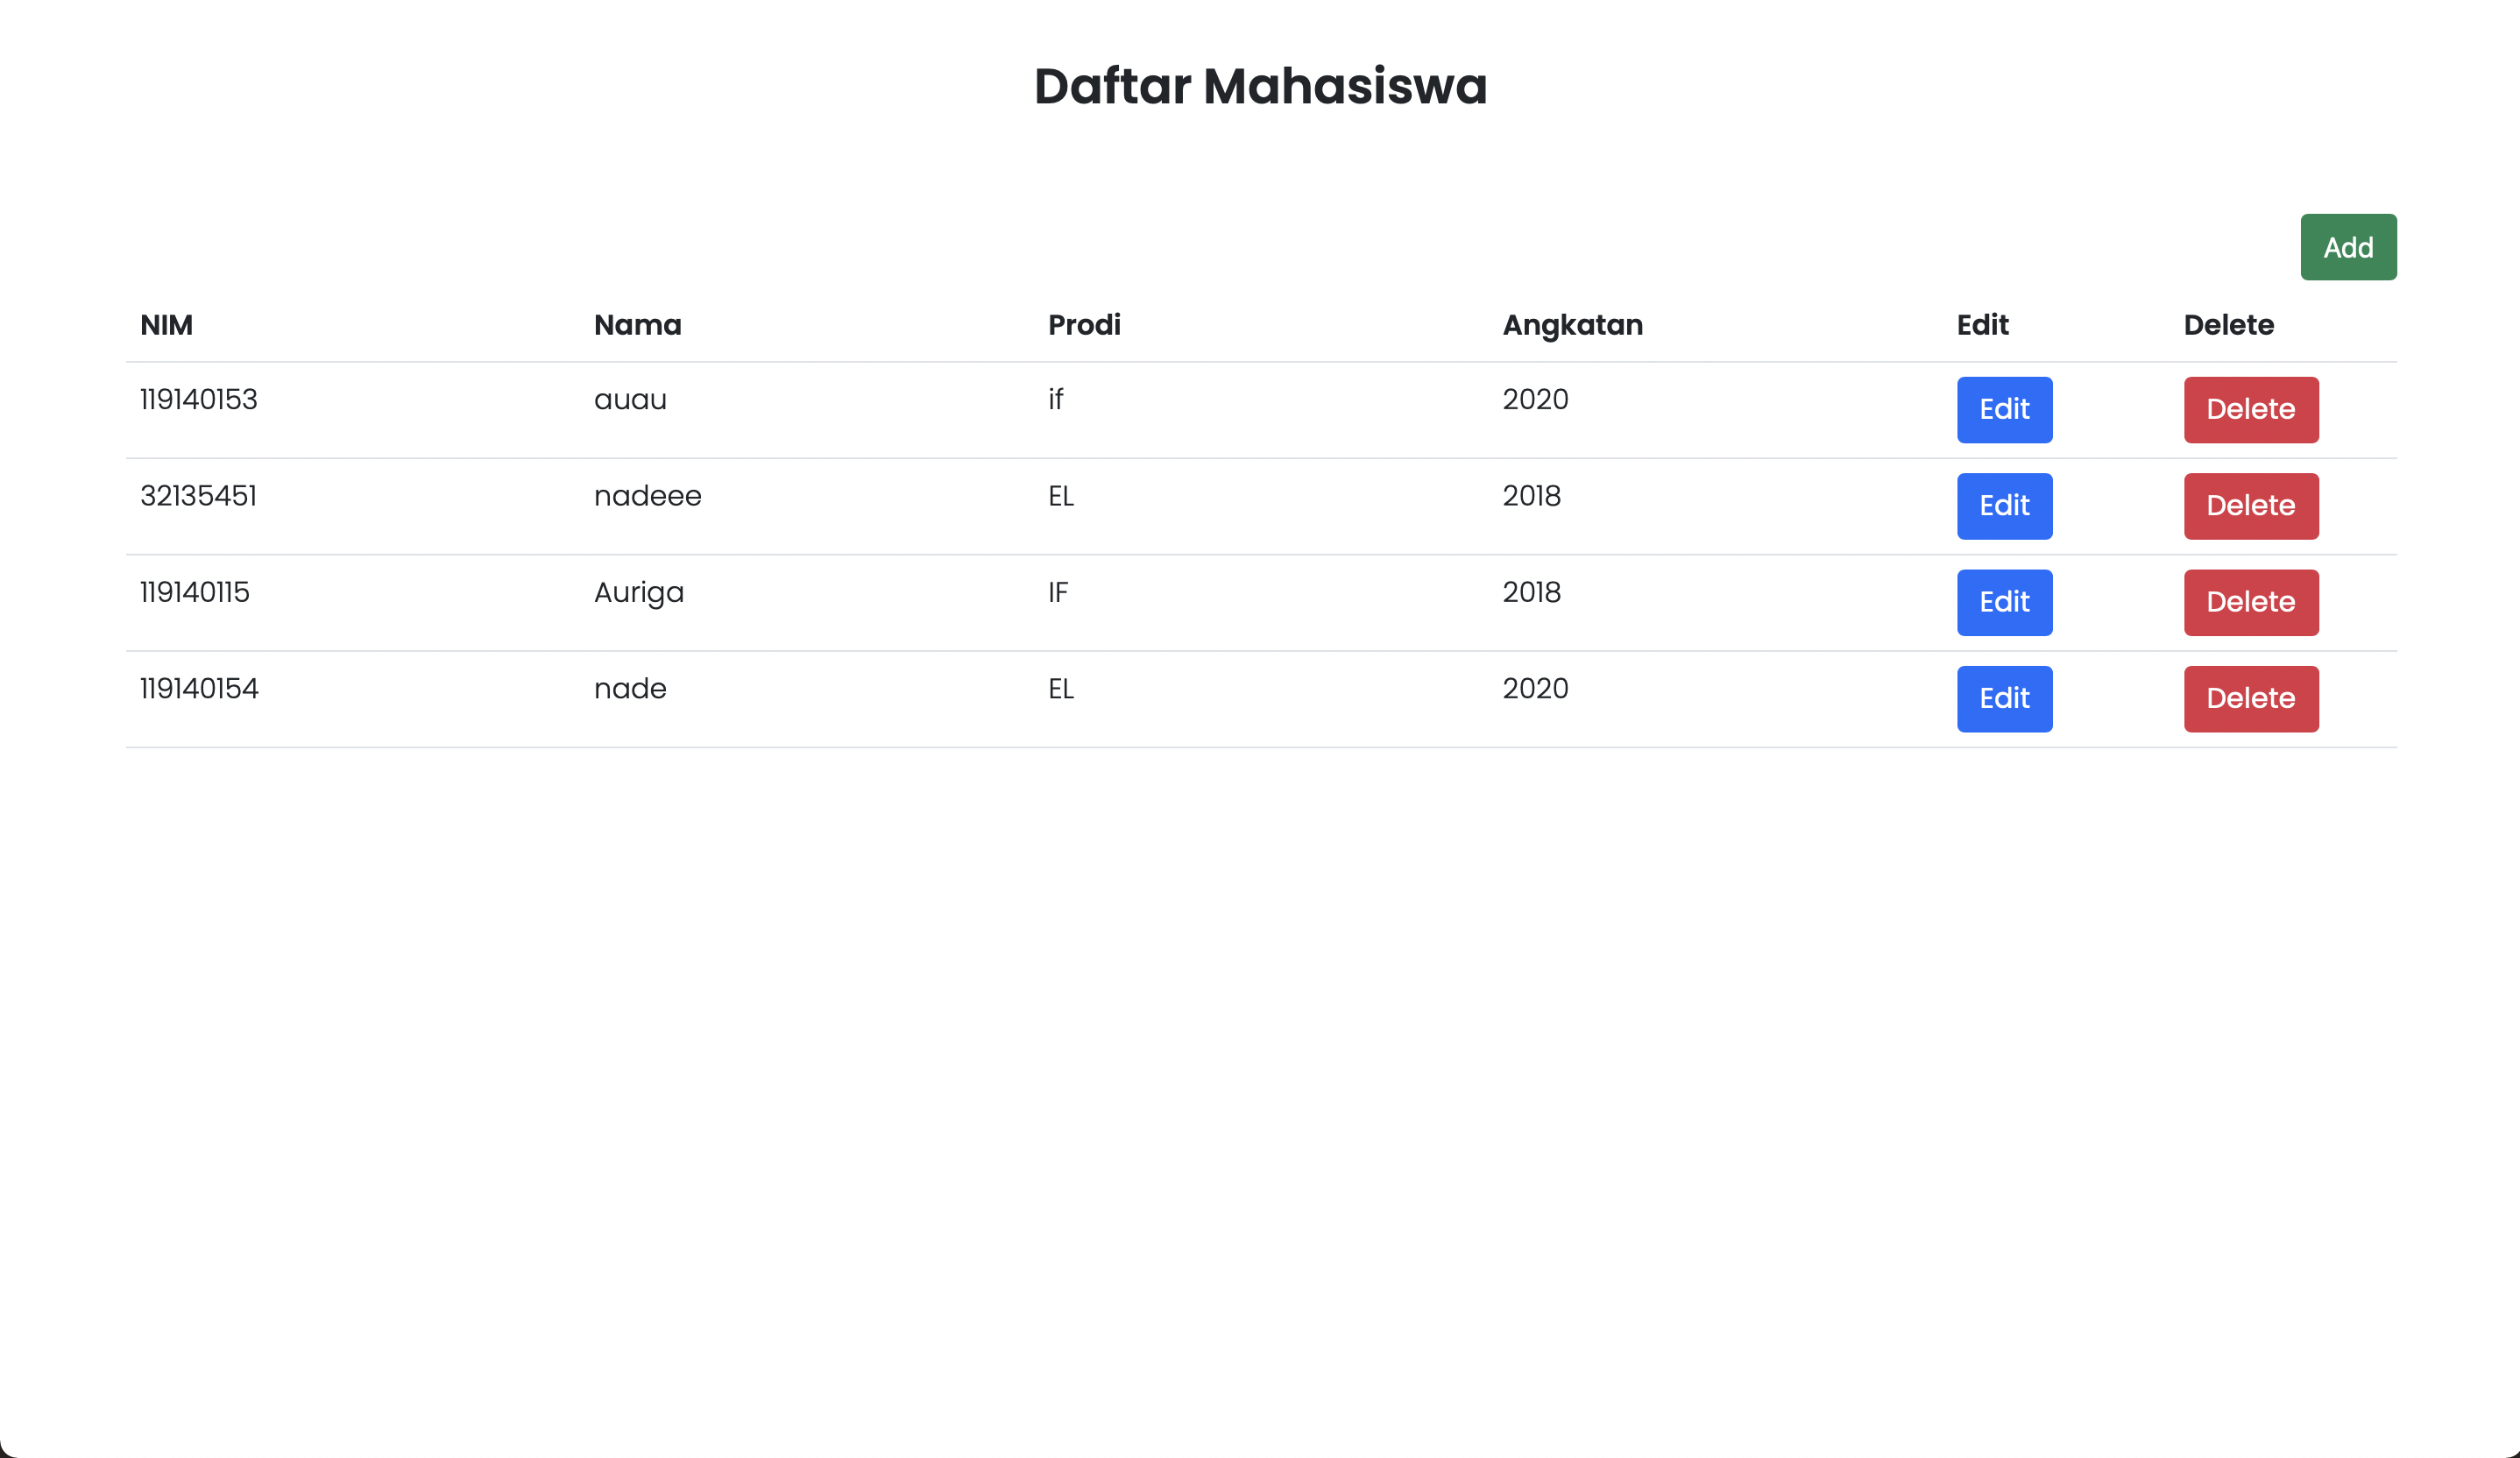 Daftar Mahasiswa
Add
NIM Nama Prodi Angkatan Edit Delete
119140153 auau if 2020 Edit Delete
32135451 nadeee EL 2018 Edit Delete
119140115 Auriga IF 2018 Edit Delete
119140154 nade EL 2020 Edit Delete